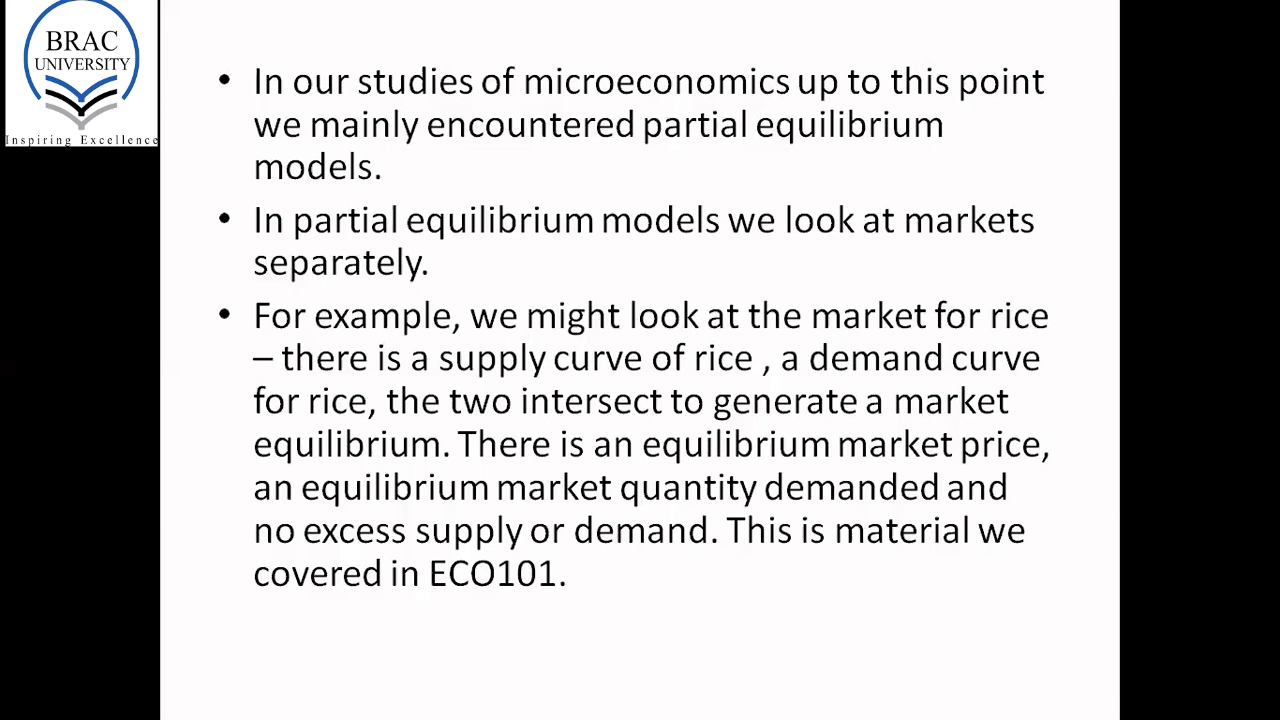 BRAC
UNIVERSITY
Inspiring Excellence
• In our studies of microeconomics up to this point
we mainly encountered partial equilibrium
models.
• In partial equilibrium models we look at markets
separately.
• For example, we might look at the market for rice
– there is a supply curve of rice , a demand curve
for rice, the two intersect to generate a market
equilibrium. There is an equilibrium market price,
an equilibrium market quantity demanded and
no excess supply or demand. This is material we
covered in ECO101.